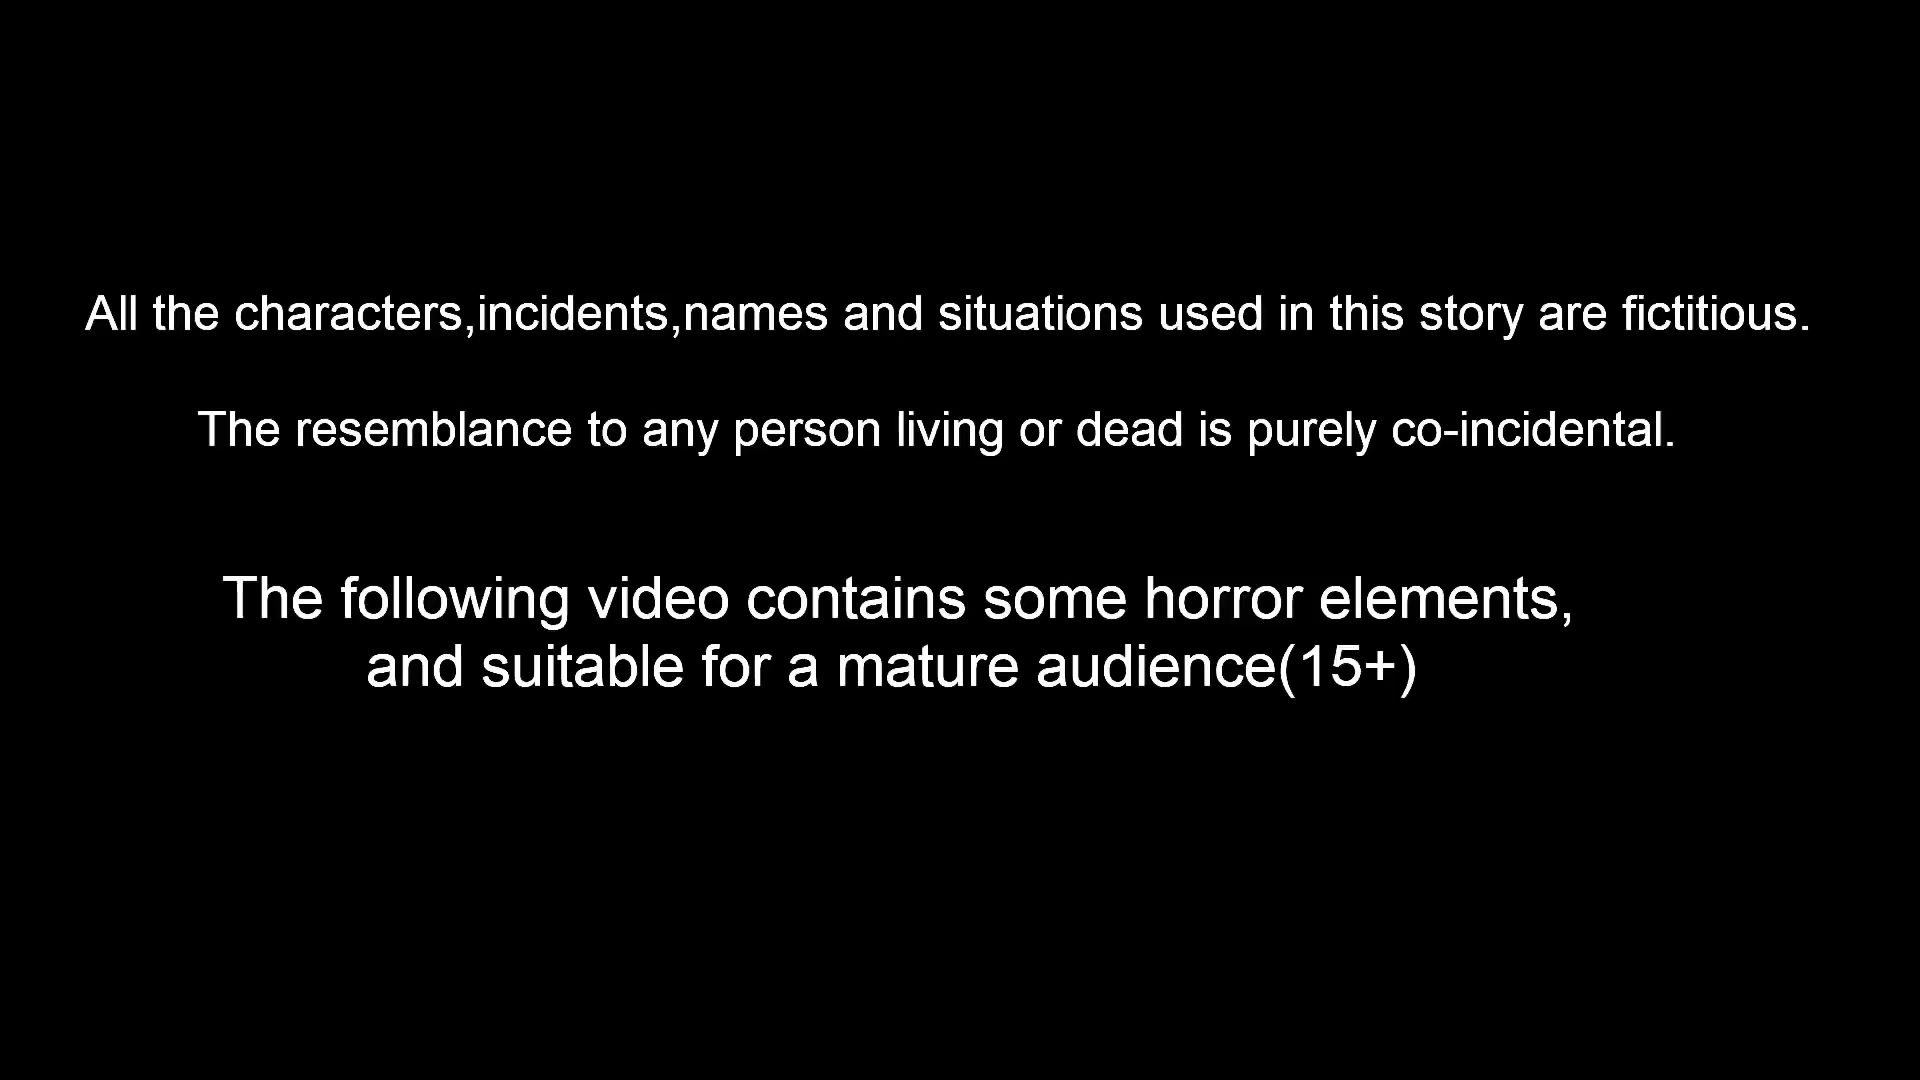 All the characters,incidents,names and situations used in this story are fictitious.
The resemblance to any person living or dead is purely co-incidental.
The following video contains some horror elements,
and suitable for a mature audience(15+)